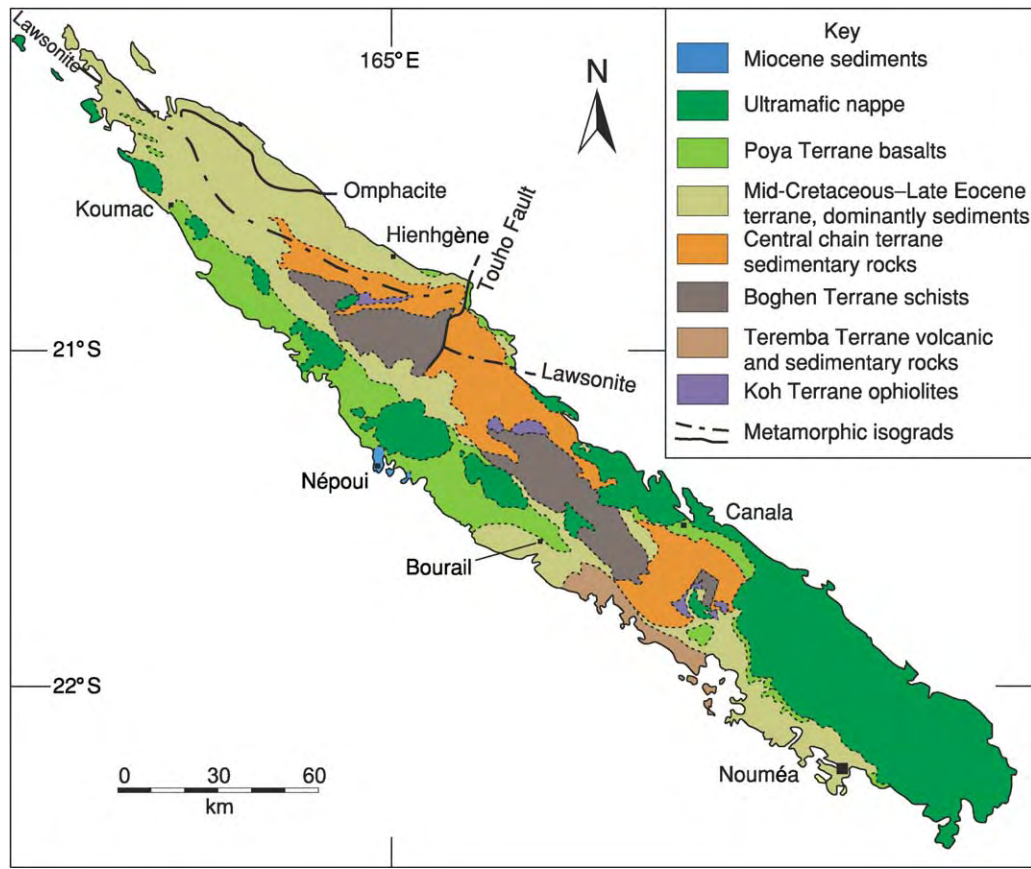 Lawsonite
165°E
N
Omphacite
Koumac
Hienhgène
Touho Fault
21°S
Lawsonite
Népoui
Canala
Bourail
22°S
Nouméa
0 30 60
km
Key
Miocene sediments
Ultramafic nappe
Poya Terrane basalts
Mid-Cretaceous–Late Eocene
terrane, dominantly sediments
Central chain terrane
sedimentary rocks
Boghen Terrane schists
Teremba Terrane volcanic
and sedimentary rocks
Koh Terrane ophiolites
Metamorphic isograds